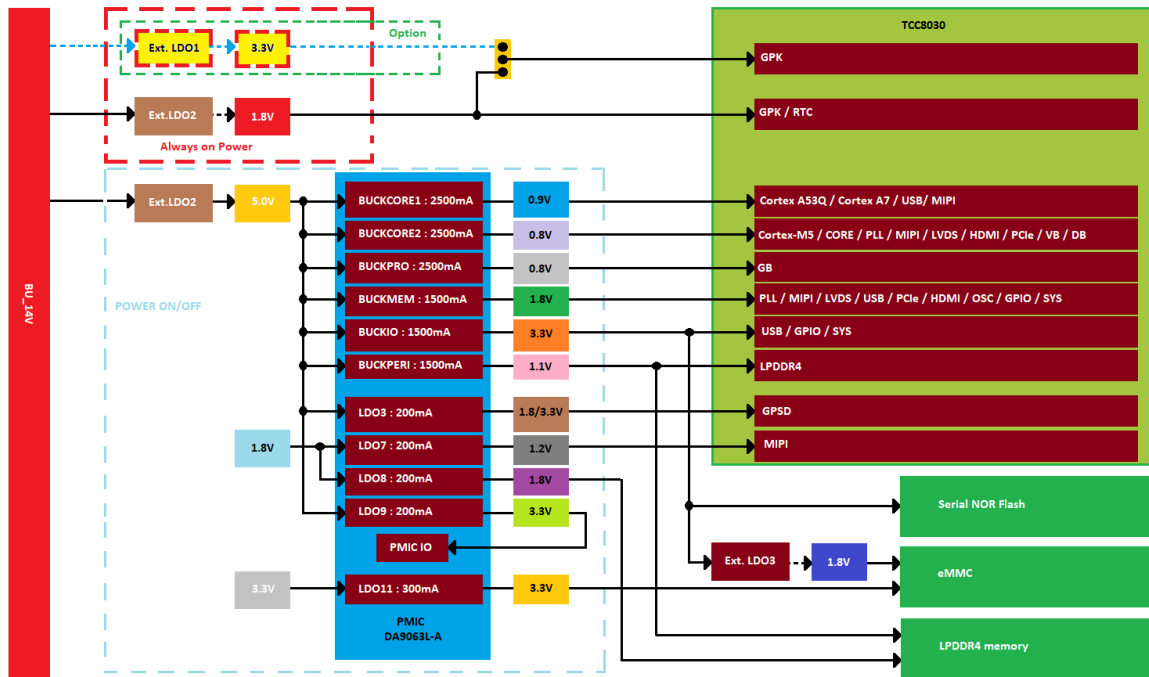 TCC8030
Option
Ext. LDO1
3.3V
GPK
Ext.LDO2
1.8V
GPK / RTC
Always on Power
BU_14V
POWER ON/OFF
Ext.LDO2
5.0V
BUCKCORE1 : 2500mA
0.9V
Cortex A53Q / Cortex A7 / USB/ MIPI
BUCKCORE2 : 2500mA
0.8V
Cortex-M5 / CORE / PLL / MIPI / LVDS / HDMI / PCIe / VB / DB
BUCKPRO : 2500mA
0.8V
GB
BUCKMEM : 1500mA
1.8V
PLL / MIPI / LVDS / USB / PCIe / HDMI / OSC / GPIO / SYS
BUCKIO : 1500mA
3.3V
USB / GPIO / SYS
BUCKPERI : 1500mA
1.1V
LPDDR4
LDO3 : 200mA
1.8/3.3V
GPSD
1.8V
LDO7 : 200mA
1.2V
MIPI
LDO8 : 200mA
1.8V
LDO9 : 200mA
3.3V
Serial NOR Flash
PMIC IO
Ext. LDO3
1.8V
eMMC
3.3V
LDO11 : 300mA
3.3V
PMIC
DA9063L-A
LPDDR4 memory